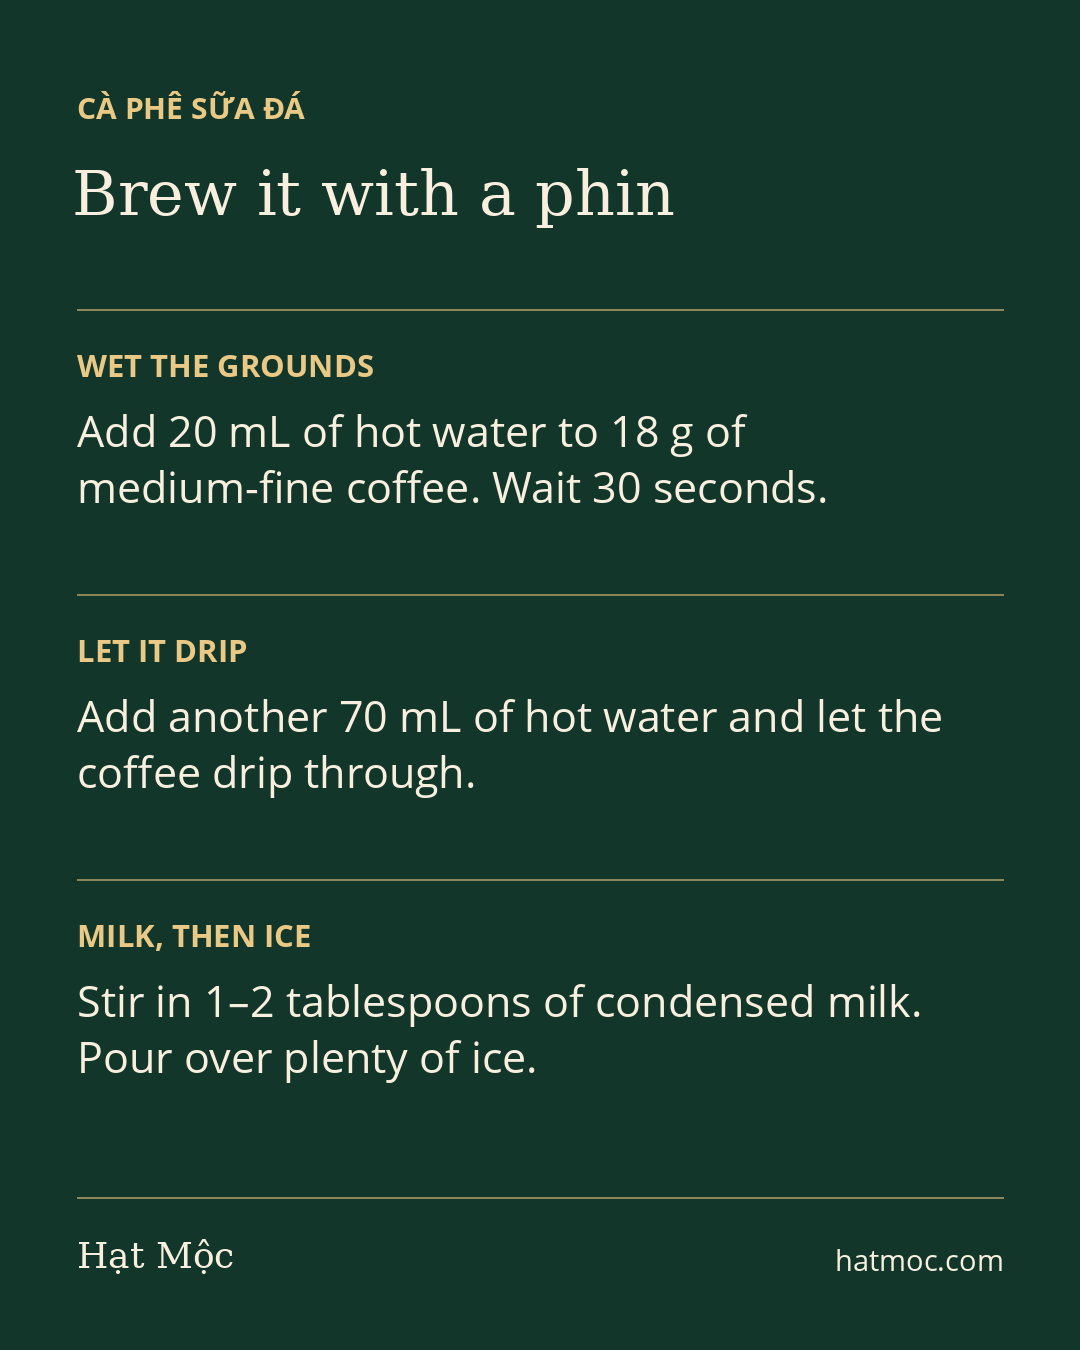 CÀ PHÊ SỮA ĐÁ
Brew it with a phin
WET THE GROUNDS
Add 20 mL of hot water to 18 g of
medium-fine coffee. Wait 30 seconds.
LET IT DRIP
Add another 70 mL of hot water and let the
coffee drip through.
MILK, THEN ICE
Stir in 1–2 tablespoons of condensed milk.
Pour over plenty of ice.
Hạt Mộc
hatmoc.com